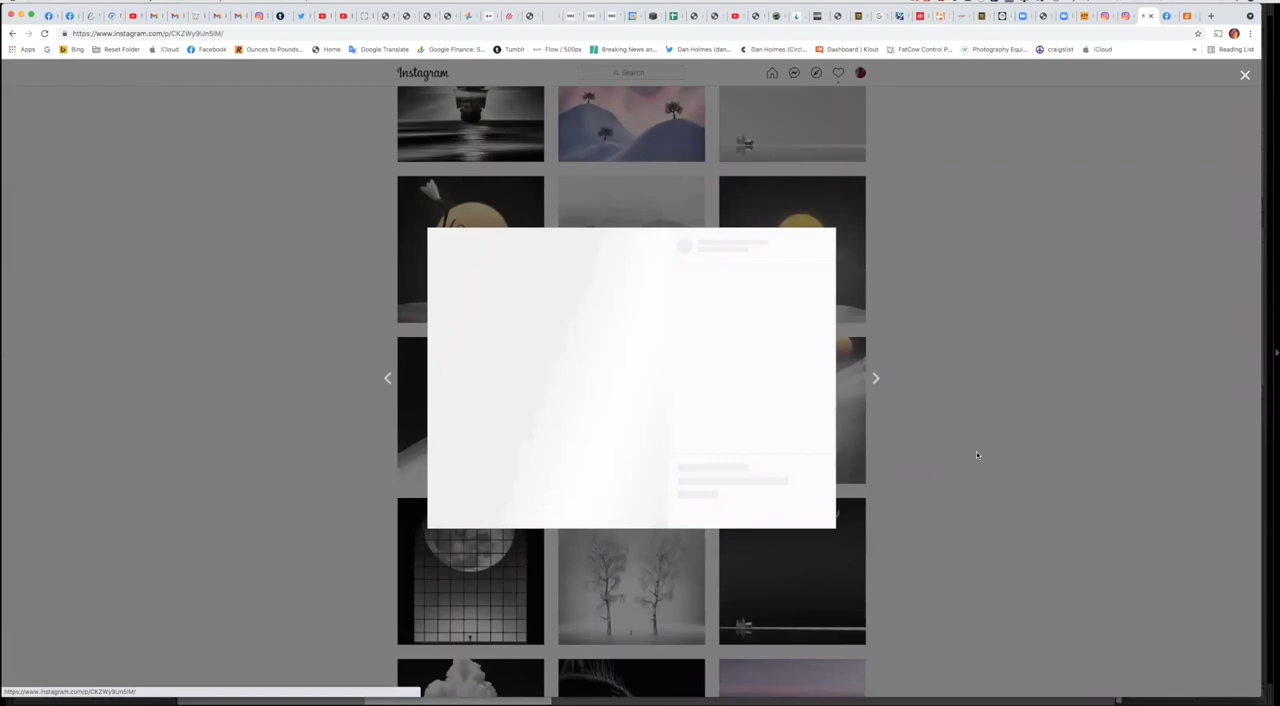 https://www.instagram.com/p/CKZWy9Un5iM/
Apps Bing Reset Folder iCloud Facebook Ounces to Pounds... Home Google Translate Google Finance: S... Tumblr Flow / 500px Breaking News an... Dan Holmes (dan... Dan Holmes (Circl... Dashboard | Klout FatCow Control P... Photography Equi... craigslist iCloud » Reading List
Instagram
Search
https://www.instagram.com/p/CKZWy9Un5iM/